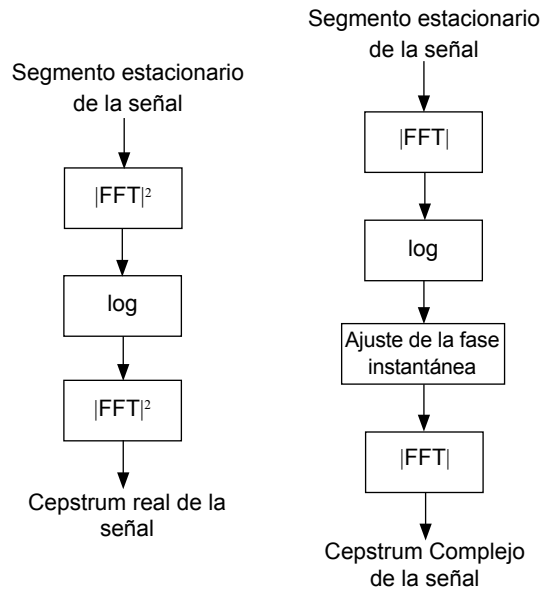 Segmento estacionario
de la señal
|FFT|²
log
|FFT|²
Cepstrum real de la
señal
Segmento estacionario
de la señal
|FFT|
log
Ajuste de la fase
instantánea
|FFT|
Cepstrum Complejo
de la señal